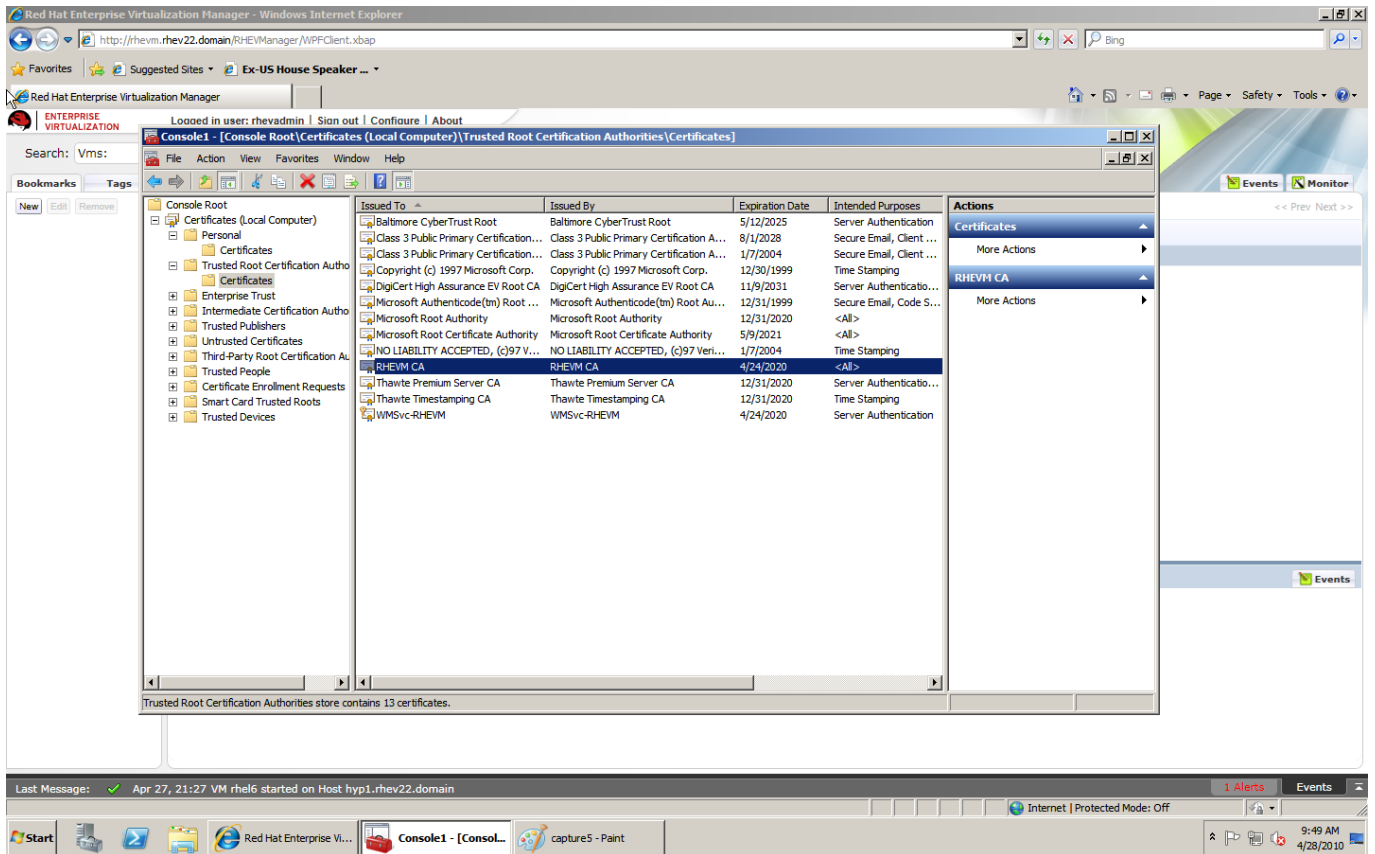 Red Hat Enterprise Virtualization Manager - Windows Internet Explorer
http://rhevm.rhev22.domain/RHEVManager/WPFClient.xbap
Bing
Favorites
Suggested Sites
Ex-US House Speaker ...
Red Hat Enterprise Virtualization Manager
Page
Safety
Tools
ENTERPRISE
VIRTUALIZATION
Logged in user: rhevadmin | Sign out | Configure | About
Search: Vms:
Bookmarks
Tags
Events
Monitor
New
Edit
Remove
<< Prev Next >>
Console1 - [Console Root\Certificates (Local Computer)\Trusted Root Certification Authorities\Certificates]
File Action View Favorites Window Help
Console Root
Certificates (Local Computer)
Personal
Certificates
Trusted Root Certification Autho
Certificates
Enterprise Trust
Intermediate Certification Autho
Trusted Publishers
Untrusted Certificates
Third-Party Root Certification Au
Trusted People
Certificate Enrollment Requests
Smart Card Trusted Roots
Trusted Devices
Issued To Issued By Expiration Date Intended Purposes
Baltimore CyberTrust Root Baltimore CyberTrust Root 5/12/2025 Server Authentication
Class 3 Public Primary Certification... Class 3 Public Primary Certification A... 8/1/2028 Secure Email, Client ...
Class 3 Public Primary Certification... Class 3 Public Primary Certification A... 1/7/2004 Secure Email, Client ...
Copyright (c) 1997 Microsoft Corp. Copyright (c) 1997 Microsoft Corp. 12/30/1999 Time Stamping
DigiCert High Assurance EV Root CA DigiCert High Assurance EV Root CA 11/9/2031 Server Authenticatio...
Microsoft Authenticode(tm) Root ... Microsoft Authenticode(tm) Root Au... 12/31/1999 Secure Email, Code S...
Microsoft Root Authority Microsoft Root Authority 12/31/2020 <All>
Microsoft Root Certificate Authority Microsoft Root Certificate Authority 5/9/2021 <All>
NO LIABILITY ACCEPTED, (c)97 V... NO LIABILITY ACCEPTED, (c)97 Veri... 1/7/2004 Time Stamping
RHEVM CA RHEVM CA 4/24/2020 <All>
Thawte Premium Server CA Thawte Premium Server CA 12/31/2020 Server Authenticatio...
Thawte Timestamping CA Thawte Timestamping CA 12/31/2020 Time Stamping
WMSvc-RHEVM WMSvc-RHEVM 4/24/2020 Server Authentication
Actions
Certificates
More Actions
RHEVM CA
More Actions
Events
Trusted Root Certification Authorities store contains 13 certificates.
Last Message: Apr 27, 21:27 VM rhel6 started on Host hyp1.rhev22.domain
1 Alerts
Events
Internet | Protected Mode: Off
Start
Red Hat Enterprise Vi...
Console1 - [Consol...
capture5 - Paint
9:49 AM
4/28/2010